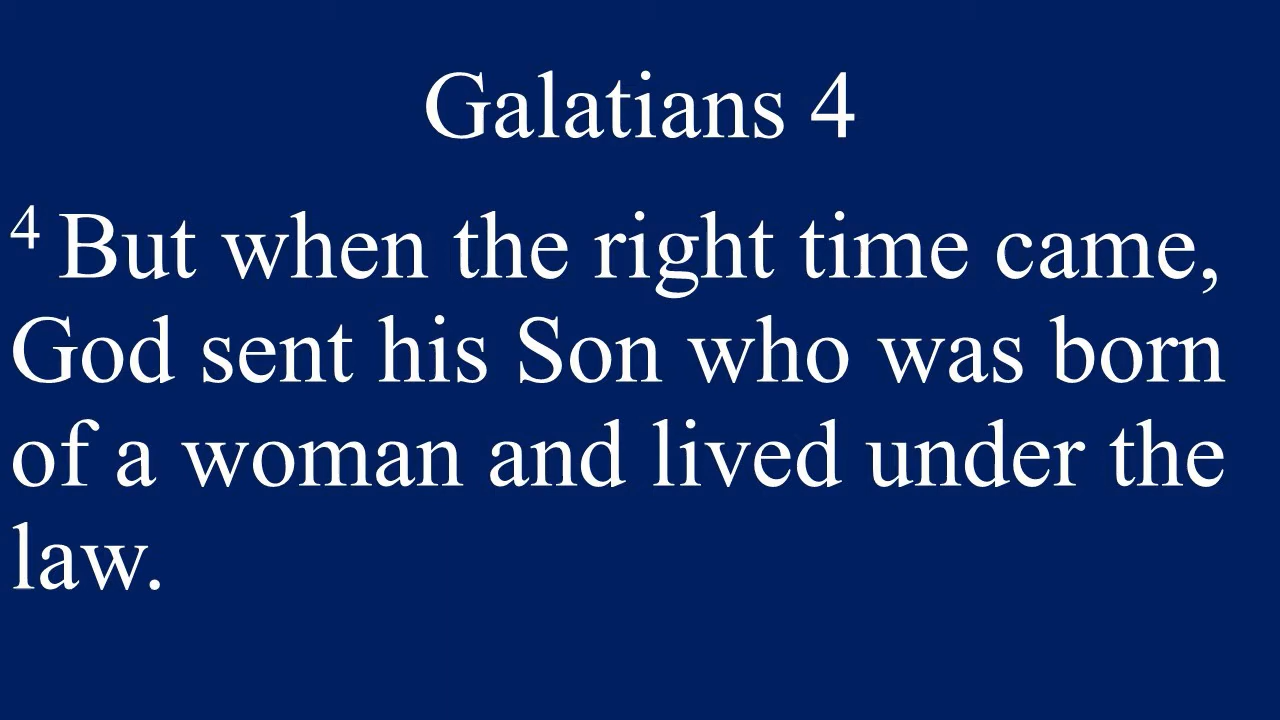 Galatians 4
4 But when the right time came,
God sent his Son who was born
of a woman and lived under the
law.